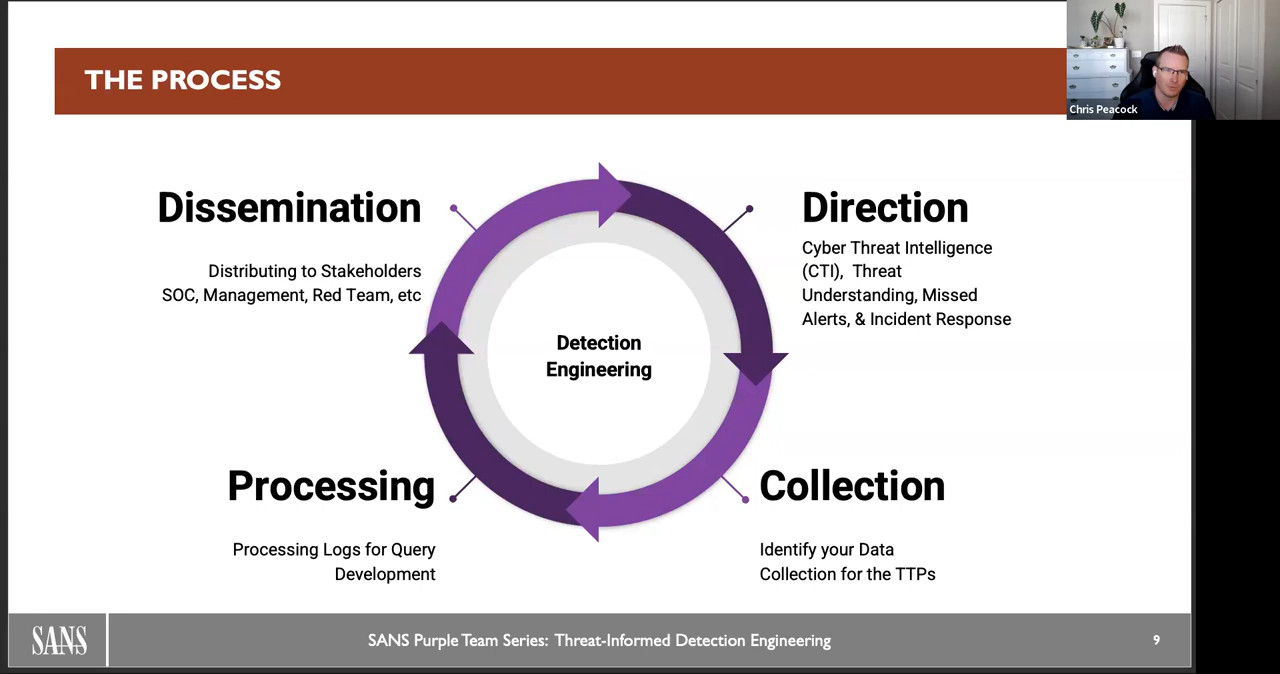 THE PROCESS
Chris Peacock
Dissemination
Distributing to Stakeholders
SOC, Management, Red Team, etc
Direction
Cyber Threat Intelligence
(CTI),  Threat
Understanding, Missed
Alerts, & Incident Response
Detection
Engineering
Processing
Processing Logs for Query
Development
Collection
Identify your Data
Collection for the TTPs
SANS
SANS Purple Team Series: Threat-Informed Detection Engineering
9